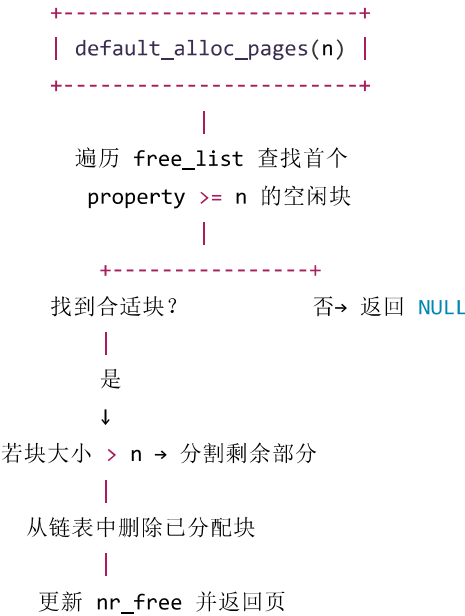 default_alloc_pages(n)
遍历 free_list 查找首个
property >= n 的空闲块
找到合适块? 否→ 返回 NULL
是
↓
若块大小 > n → 分割剩余部分
从链表中删除已分配块
更新 nr_free 并返回页